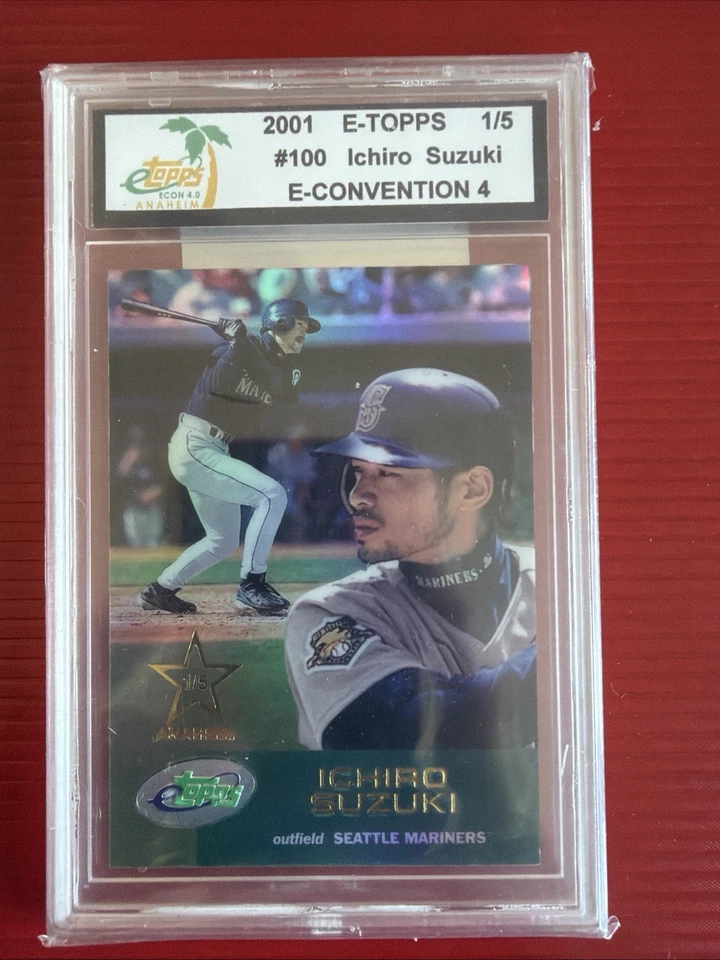 2001 E-TOPPS 1/5
#100 Ichiro Suzuki
E-CONVENTION 4
etopps
ECON 4.0
ANAHEIM
MARINERS
S
MARINERS
1/5
ANAHEIM
etopps
ICHIRO
SUZUKI
outfield SEATTLE MARINERS